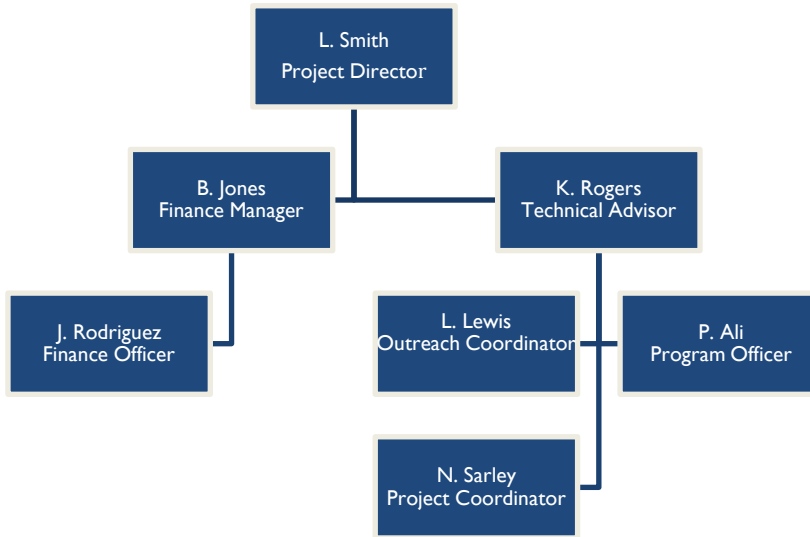 L. Smith
Project Director
B. Jones
Finance Manager
K. Rogers
Technical Advisor
J. Rodriguez
Finance Officer
L. Lewis
Outreach Coordinator
P. Ali
Program Officer
N. Sarley
Project Coordinator